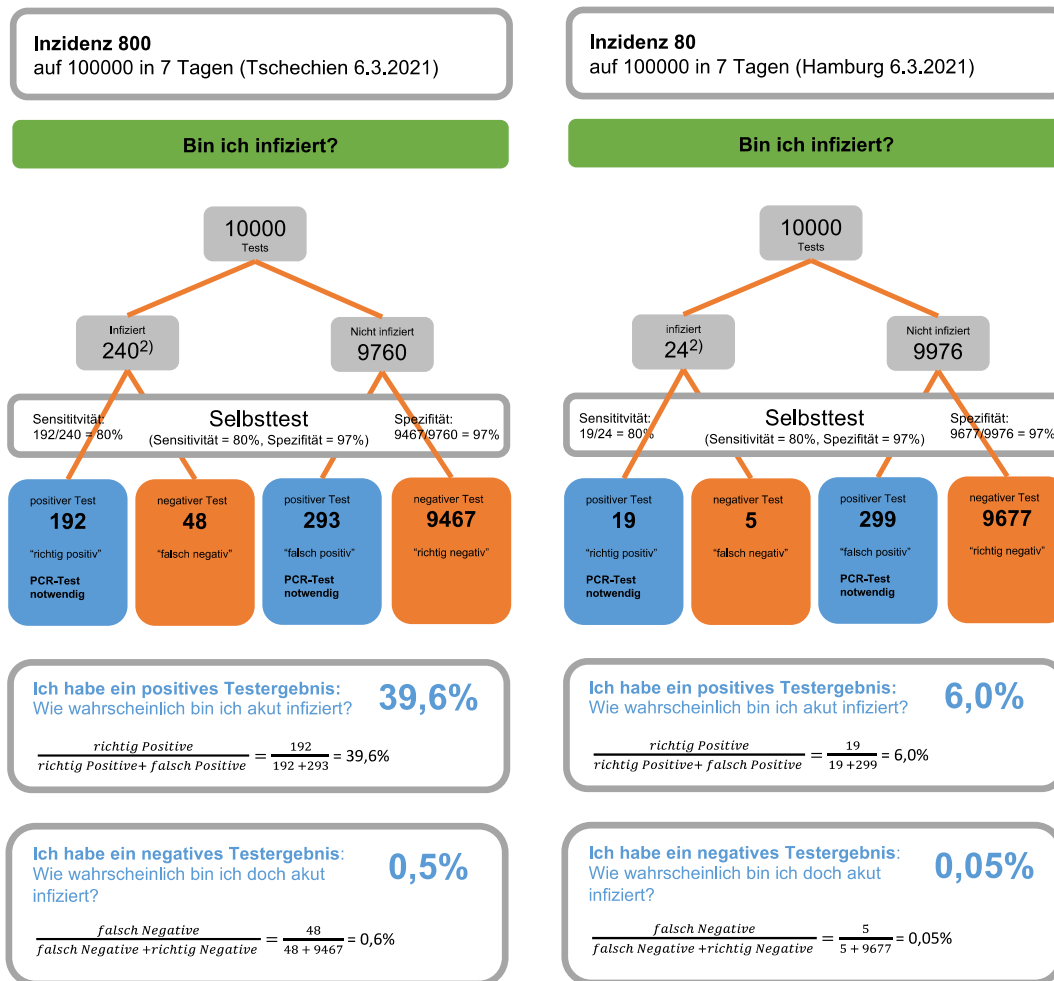 Inzidenz 800
auf 100000 in 7 Tagen (Tschechien 6.3.2021)
Bin ich infiziert?
10000
Tests
Infiziert
240²⁾
Nicht infiziert
9760
Sensititvität:
192/240 = 80%
Selbsttest
(Sensitivität = 80%, Spezifität = 97%)
Spezifität:
9467/9760 = 97%
positiver Test
192
"richtig positiv"
PCR-Test
notwendig
negativer Test
48
"falsch negativ"
positiver Test
293
"falsch positiv"
PCR-Test
notwendig
negativer Test
9467
"richtig negativ"
Ich habe ein positives Testergebnis:
Wie wahrscheinlich bin ich akut infiziert?
39,6%
richtig Positive
richtig Positive+ falsch Positive
=
192
192 +293
= 39,6%
Ich habe ein negatives Testergebnis:
Wie wahrscheinlich bin ich doch akut
infiziert?
0,5%
falsch Negative
falsch Negative +richtig Negative
=
48
48 + 9467
= 0,6%
Inzidenz 80
auf 100000 in 7 Tagen (Hamburg 6.3.2021)
Bin ich infiziert?
10000
Tests
infiziert
24²⁾
Nicht infiziert
9976
Sensitvität:
19/24 = 80%
Selbsttest
(Sensitivität = 80%, Spezifität = 97%)
Spezifität:
9677/9976 = 97%
positiver Test
19
"richtig positiv"
PCR-Test
notwendig
negativer Test
5
"falsch negativ"
positiver Test
299
"falsch positiv"
PCR-Test
notwendig
negativer Test
9677
"richtig negativ"
Ich habe ein positives Testergebnis:
Wie wahrscheinlich bin ich akut infiziert?
6,0%
richtig Positive
richtig Positive+ falsch Positive
=
19
19 +299
= 6,0%
Ich habe ein negatives Testergebnis:
Wie wahrscheinlich bin ich doch akut
infiziert?
0,05%
falsch Negative
falsch Negative +richtig Negative
=
5
5 + 9677
= 0,05%